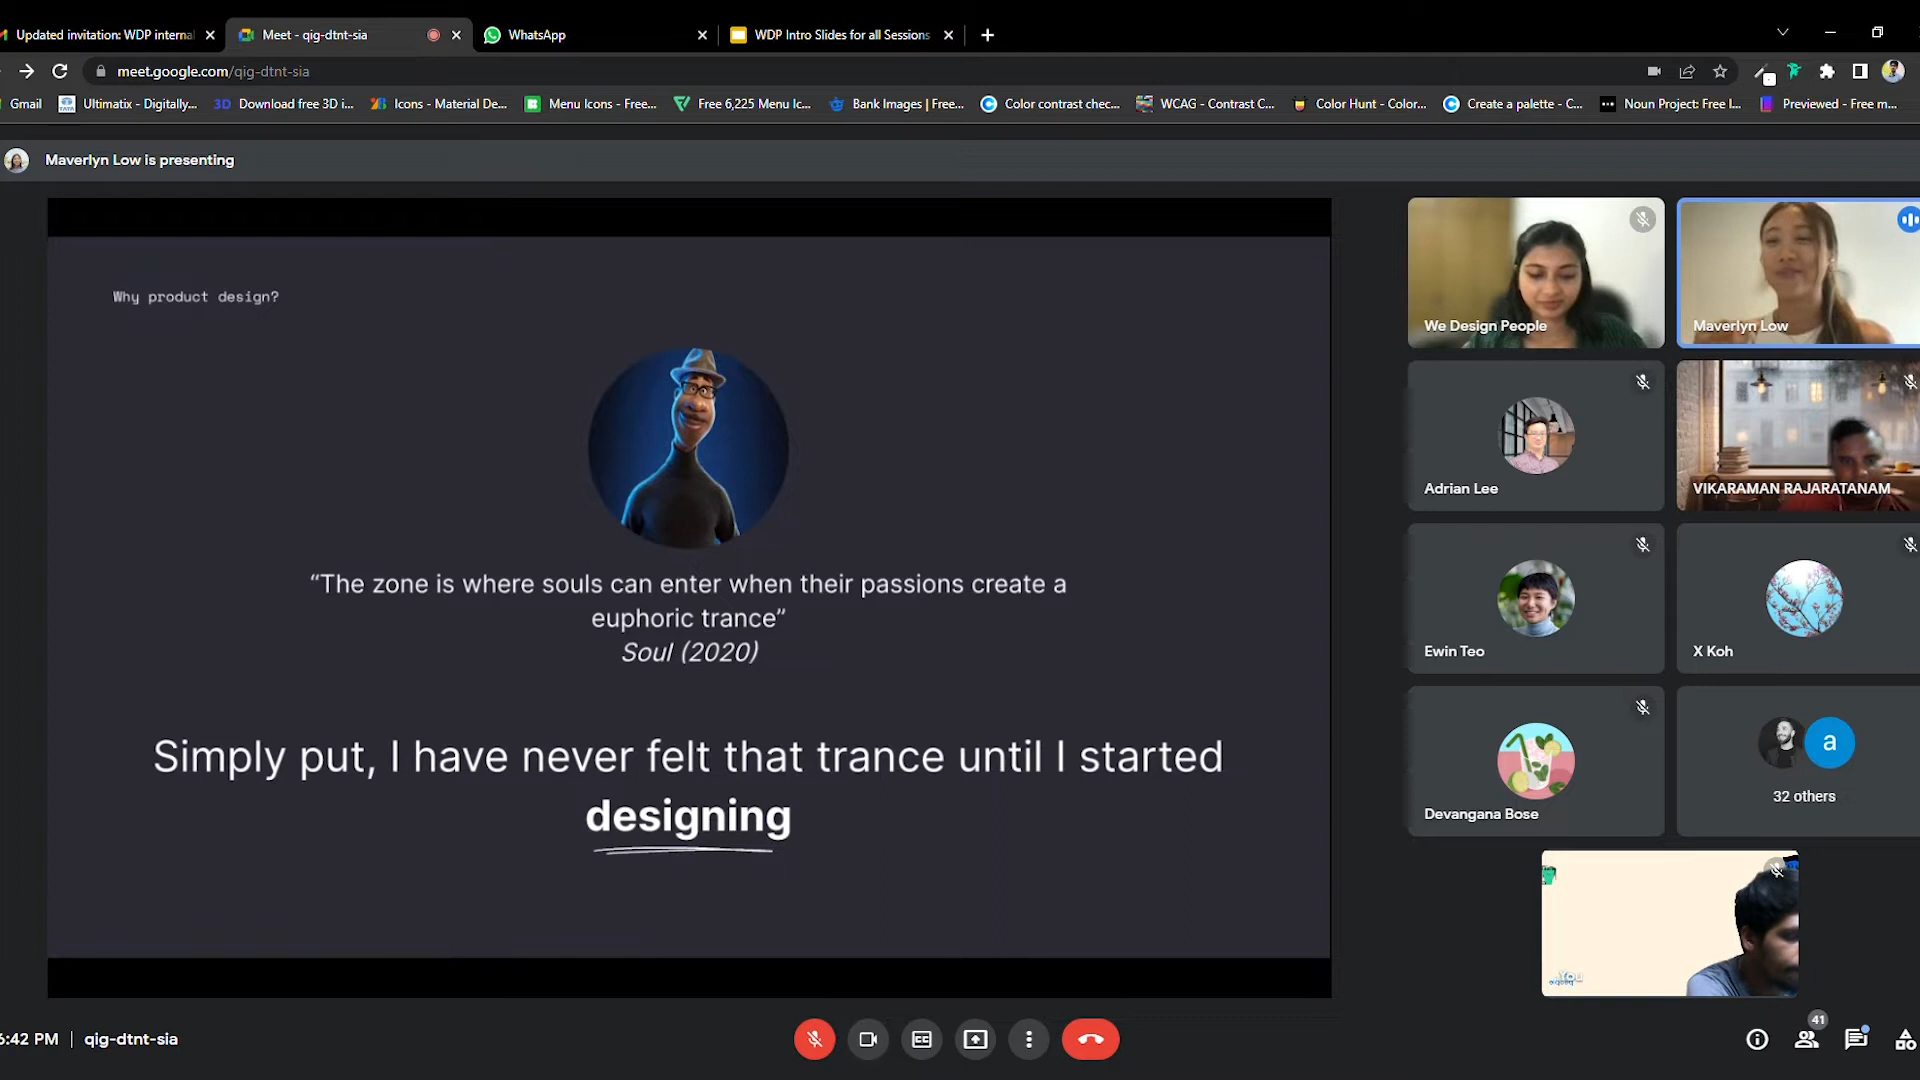 Updated invitation: WDP interna
Meet - qig-dtnt-sia
WhatsApp
WDP Intro Slides for all Sessions
meet.google.com/qig-dtnt-sia
Gmail
Ultimatix - Digitally...
Download free 3D i...
Icons - Material De...
Menu Icons - Free...
Free 6,225 Menu Ic...
Bank Images | Free...
Color contrast chec...
WCAG - Contrast C...
Color Hunt - Color...
Create a palette - C...
Noun Project: Free I...
Previewed - Free m...
Maverlyn Low is presenting
Why product design?
“The zone is where souls can enter when their passions create a
euphoric trance”
Soul (2020)
Simply put, I have never felt that trance until I started
designing
We Design People
Maverlyn Low
Adrian Lee
VIKARAMAN RAJARATANAM
Ewin Teo
X Koh
Devangana Bose
a
32 others
You
6:42 PM
qig-dtnt-sia
41